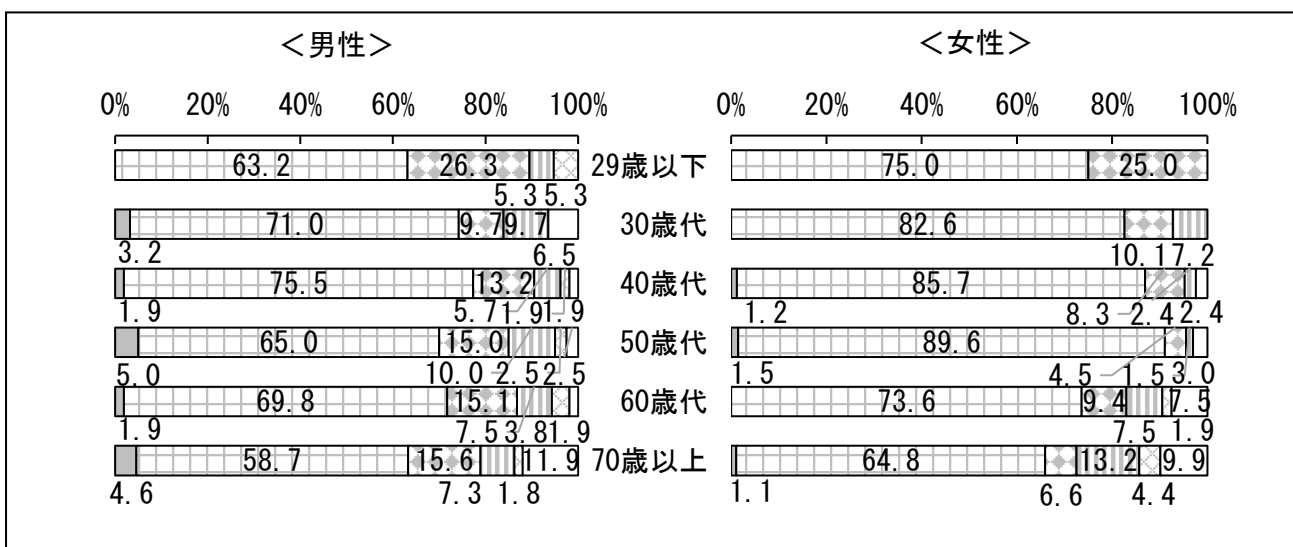 ＜男性＞ ＜女性＞
0% 20% 40% 60% 80% 100% 0% 20% 40% 60% 80% 100%
63.2 26.3 29歳以下 75.0 25.0
5.3 5.3
71.0 9.7 9.7 30歳代 82.6
3.2 6.5 10.1 7.2
75.5 13.2 40歳代 85.7
1.9 5.7 1.9 1.9 1.2 8.3 2.4 2.4
65.0 15.0 50歳代 89.6
5.0 10.0 2.5 2.5 1.5 4.5 1.5 3.0
69.8 15.1 60歳代 73.6 9.4 7.5
1.9 7.5 3.8 1.9 7.5 1.9
58.7 15.6 11.9 70歳以上 64.8 13.2 9.9
4.6 7.3 1.8 1.1 6.6 4.4